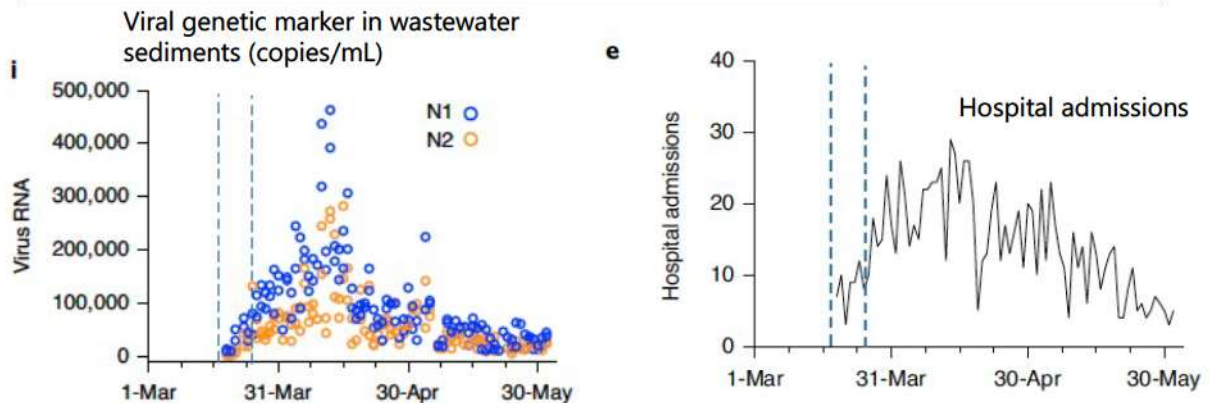 Viral genetic marker in wastewater
sediments (copies/mL)
i
500,000
400,000
300,000
200,000
100,000
0
Virus RNA
N1
N2
1-Mar
31-Mar
30-Apr
30-May
e
40
30
20
10
0
Hospital admissions
Hospital admissions
1-Mar
31-Mar
30-Apr
30-May